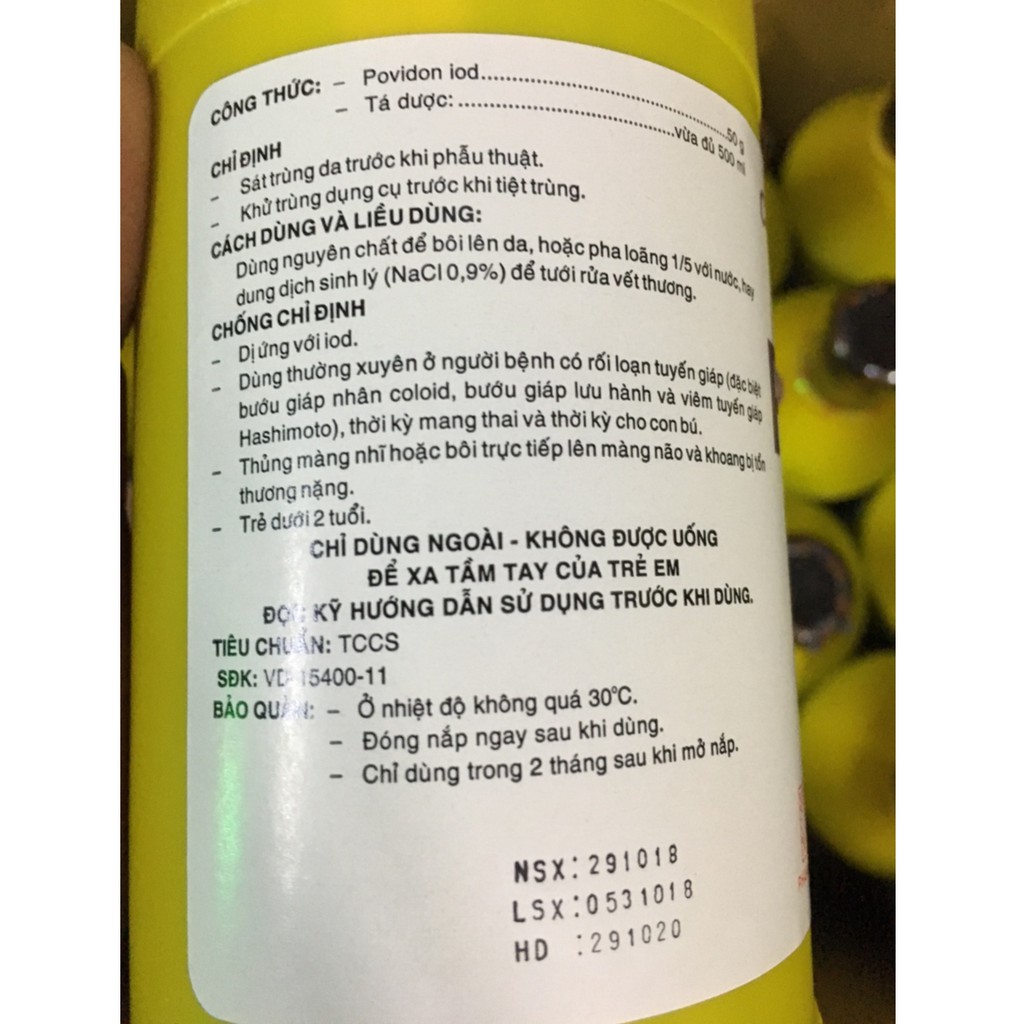 CÔNG THỨC: – Povidon iod..........................................50 g
– Tá dược: ..........................................vừa đủ 500 ml
CHỈ ĐỊNH
- Sát trùng da trước khi phẫu thuật.
- Khử trùng dụng cụ trước khi tiệt trùng.
CÁCH DÙNG VÀ LIỀU DÙNG:
Dùng nguyên chất để bôi lên da, hoặc pha loãng 1/5 với nước, hay
dung dịch sinh lý (NaCl 0,9%) để tưới rửa vết thương.
CHỐNG CHỈ ĐỊNH
- Dị ứng với iod.
- Dùng thường xuyên ở người bệnh có rối loạn tuyến giáp (đặc biệt
bướu giáp nhân coloid, bướu giáp lưu hành và viêm tuyến giáp
Hashimoto), thời kỳ mang thai và thời kỳ cho con bú.
- Thủng màng nhĩ hoặc bôi trực tiếp lên màng não và khoang bị tổn
thương nặng.
- Trẻ dưới 2 tuổi.
CHỈ DÙNG NGOÀI - KHÔNG ĐƯỢC UỐNG
ĐỂ XA TẦM TAY CỦA TRẺ EM
ĐỌC KỸ HƯỚNG DẪN SỬ DỤNG TRƯỚC KHI DÙNG.
TIÊU CHUẨN: TCCS
SĐK: VD-15400-11
BẢO QUẢN: – Ở nhiệt độ không quá 30°C.
– Đóng nắp ngay sau khi dùng.
– Chỉ dùng trong 2 tháng sau khi mở nắp.
NSX: 291018
LSX: 0531018
HD : 291020